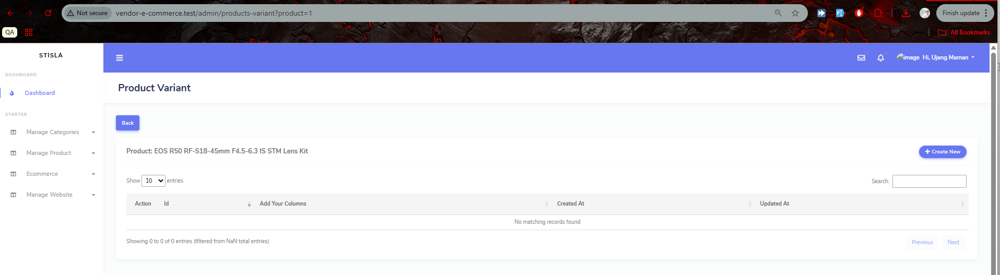 Not secure vendor-e-commerce.test/admin/products-variant?product=1 Finish update
QA All Bookmarks
STISLA
image Hi, Ujang Maman
DASHBOARD
Dashboard
STARTER
Manage Categories
Manage Product
Ecommerce
Manage Website
Product Variant
Back
Product: EOS R50 RF-S18-45mm F4.5-6.3 IS STM Lens Kit
Create New
Show 10 entries Search:
Action Id Add Your Columns Created At Updated At
No matching records found
Showing 0 to 0 of 0 entries (filtered from NaN total entries)
Previous Next